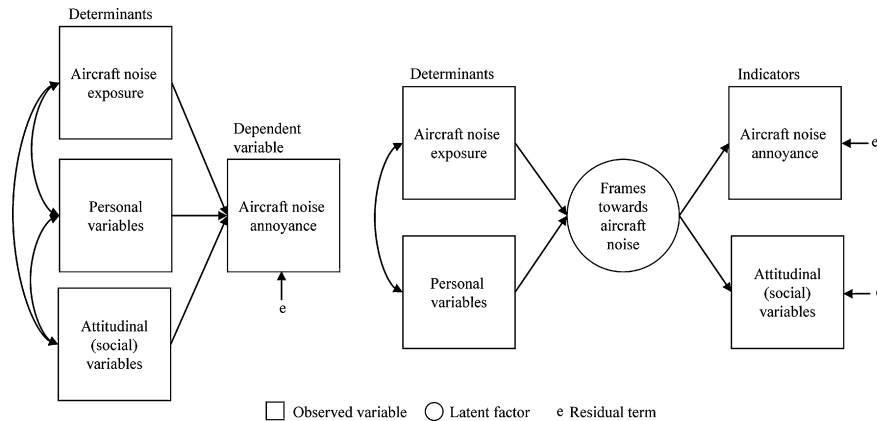 Determinants
Aircraft noise
exposure
Personal
variables
Attitudinal
(social)
variables
Dependent
variable
Aircraft noise
annoyance
e
Determinants
Aircraft noise
exposure
Personal
variables
Frames
towards
aircraft
noise
Indicators
Aircraft noise
annoyance
e
Attitudinal
(social)
variables
Observed variable
Latent factor
e Residual term